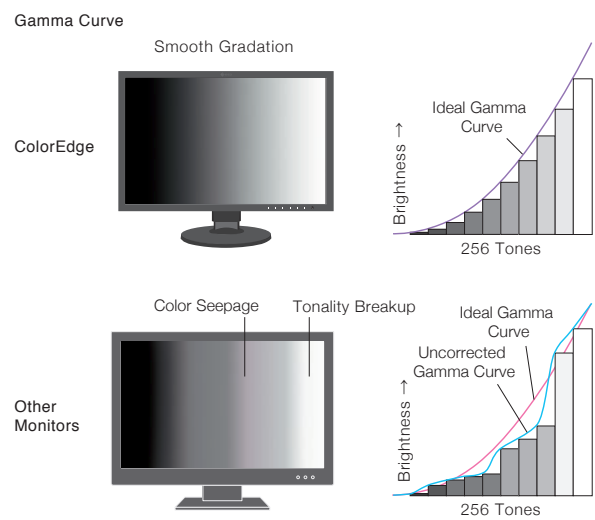 Gamma Curve
Smooth Gradation
ColorEdge
Ideal Gamma
Curve
Brightness →
256 Tones
Color Seepage
Tonality Breakup
Ideal Gamma
Curve
Uncorrected
Gamma Curve
Other
Monitors
Brightness →
256 Tones